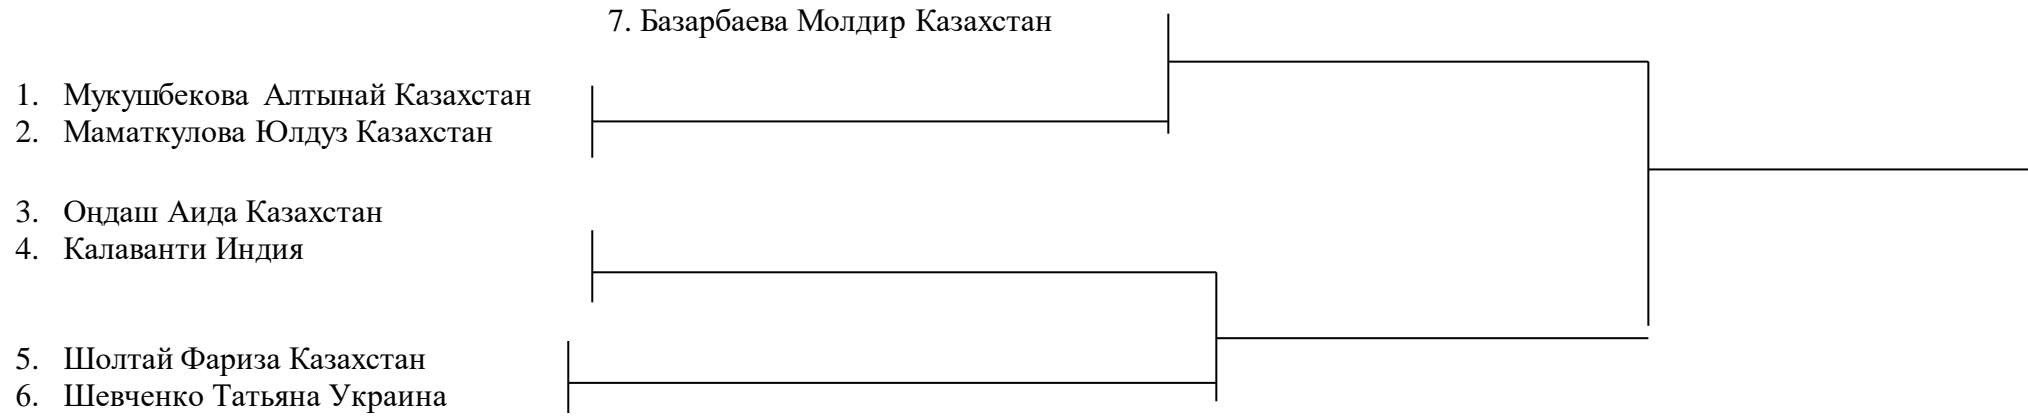 7. Базарбаева Молдир Казахстан
1. Мукушбекова Алтынай Казахстан
2. Маматкулова Юлдуз Казахстан
3. Оңдаш Аида Казахстан
4. Калаванти Индия
5. Шолтай Фариза Казахстан
6. Шевченко Татьяна Украина